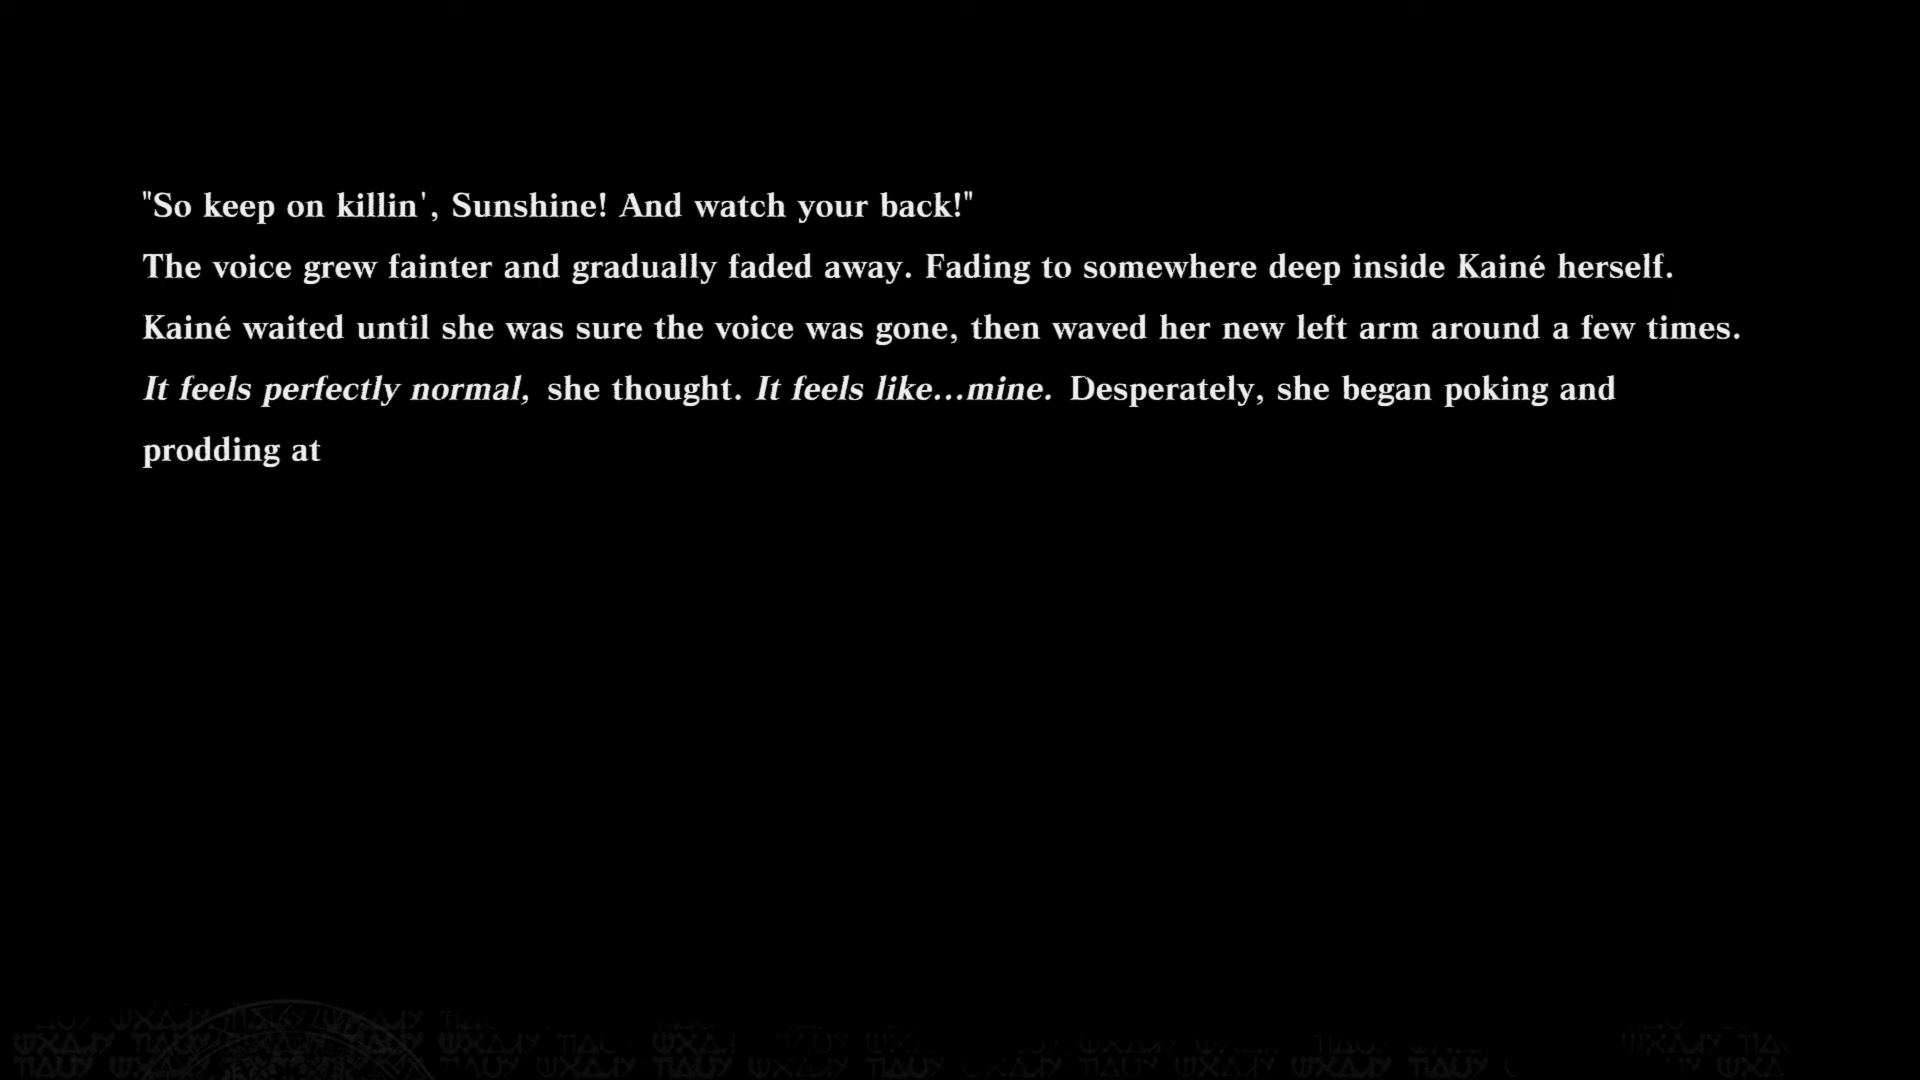 "So keep on killin', Sunshine! And watch your back!"
The voice grew fainter and gradually faded away. Fading to somewhere deep inside Kainé herself.
Kainé waited until she was sure the voice was gone, then waved her new left arm around a few times.
It feels perfectly normal, she thought. It feels like...mine. Desperately, she began poking and
prodding at